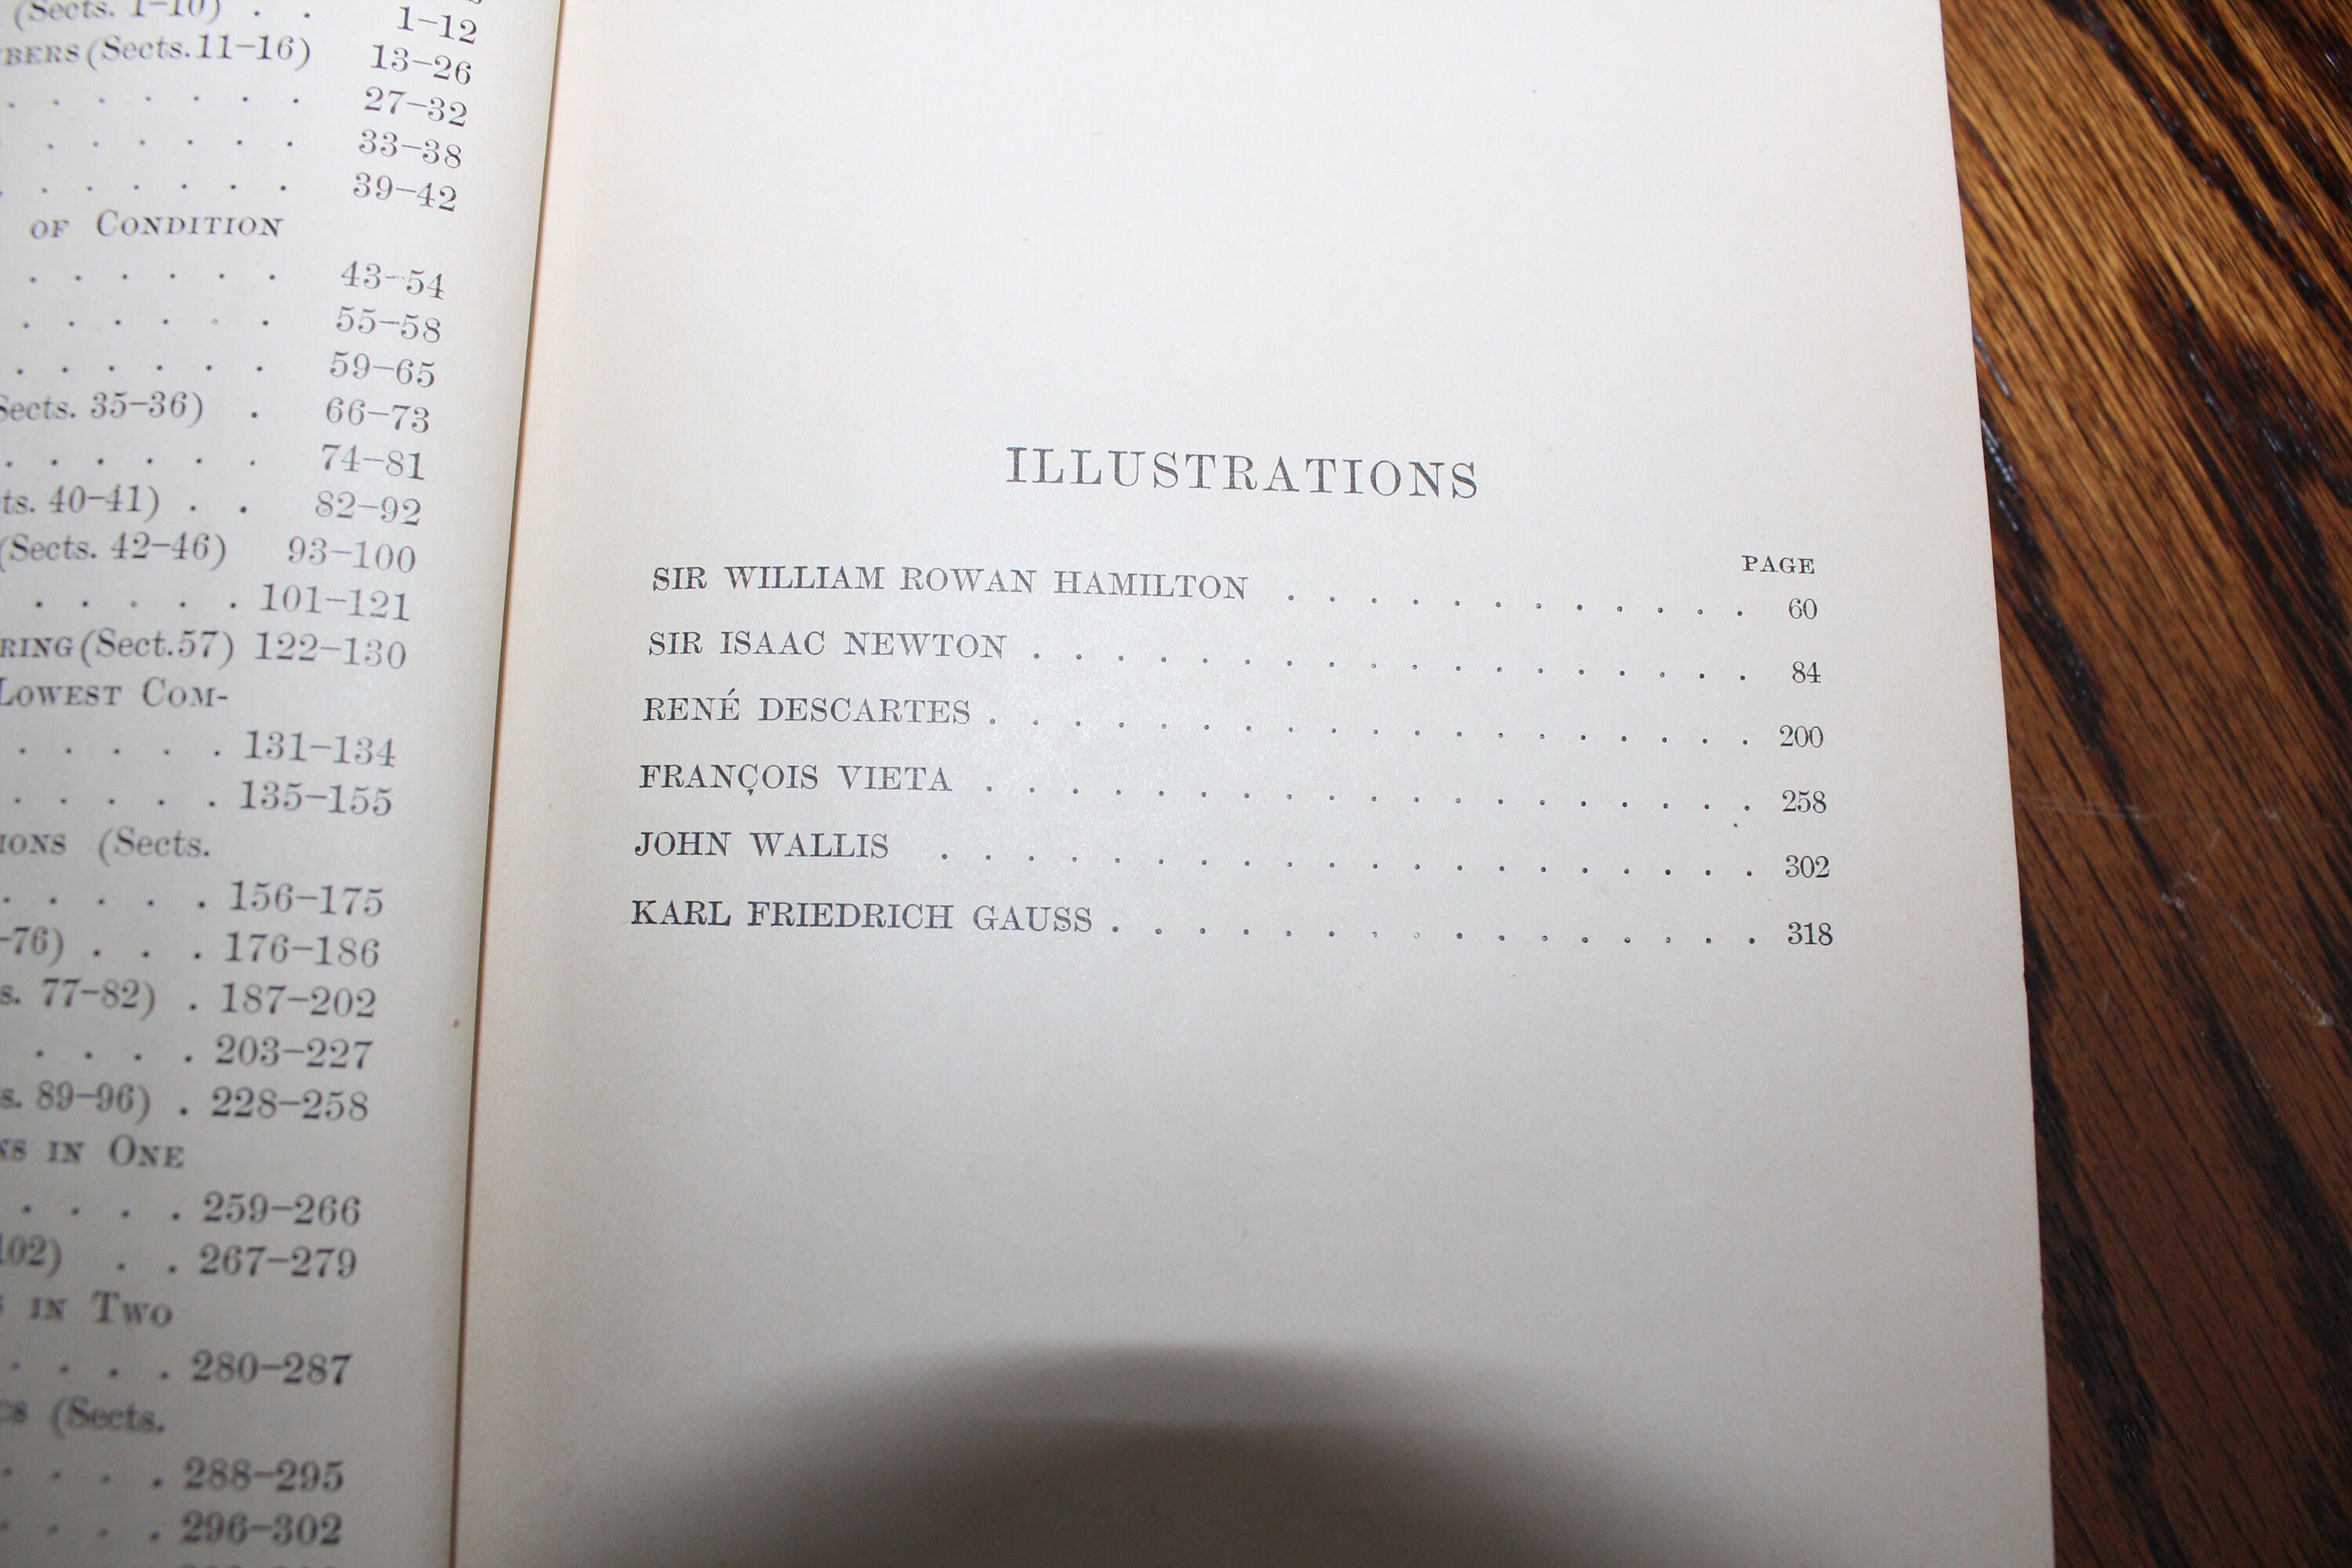 (Sects. 1–10) . . 1–12
(Sects. 11–16) 13–26
. . . . . . . 27–32
. . . . . . 33–38
. . . . . . . 39–42
OF CONDITION
. . . . . . 43–54
. . . . . . 55–58
. . . . . . 59–65
Sects. 35–36) . 66–73
. . . . . . 74–81
40–41) . . 82–92
(Sects. 42–46) 93–100
. . . . . 101–121
(Sect. 57) 122–130
LOWEST COM-
. . . . . 131–134
. . . . . 135–155
(Sects.
. . . . . 156–175
–76) . . . 176–186
77–82) . 187–202
. . . . 203–227
89–96) . 228–258
IN ONE
. . . . 259–266
102) . . 267–279
IN TWO
. . . . 280–287
(Sects.
. . . . 288–295
. . . . 296–302
ILLUSTRATIONS
PAGE
SIR WILLIAM ROWAN HAMILTON . . . . . . . . . . . . 60
SIR ISAAC NEWTON . . . . . . . . . . . . . . . . . . 84
RENÉ DESCARTES . . . . . . . . . . . . . . . . . . . 200
FRANÇOIS VIETA . . . . . . . . . . . . . . . . . . . 258
JOHN WALLIS . . . . . . . . . . . . . . . . . . . . 302
KARL FRIEDRICH GAUSS . . . . . . . . . . . . . . . . 318